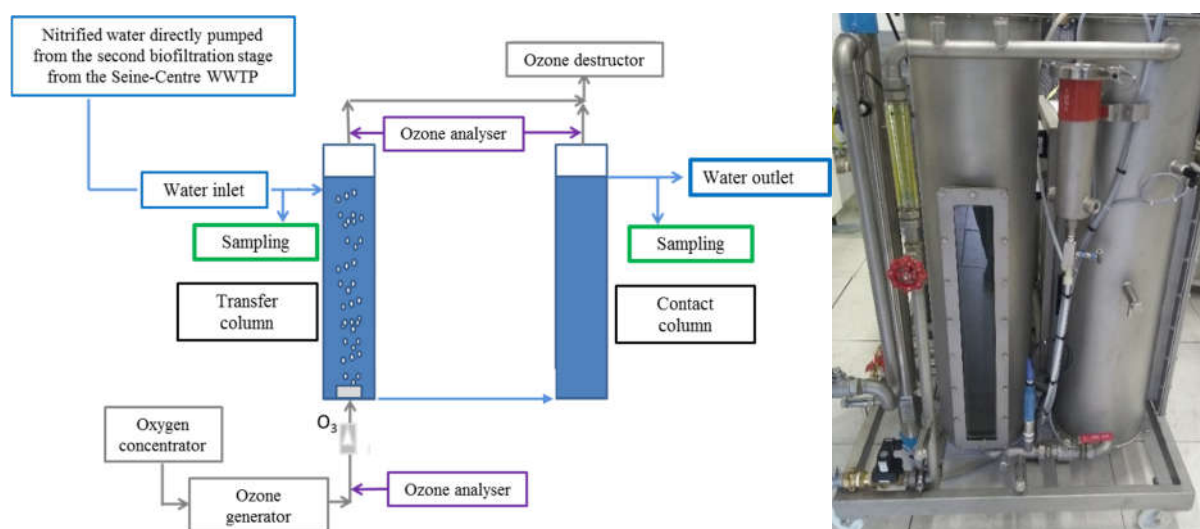 Nitrified water directly pumped
from the second biofiltration stage
from the Seine-Centre WWTP
Ozone destructor
Ozone analyser
Water inlet
Water outlet
Sampling
Sampling
Transfer
column
Contact
column
O₃
Oxygen
concentrator
Ozone
generator
Ozone analyser